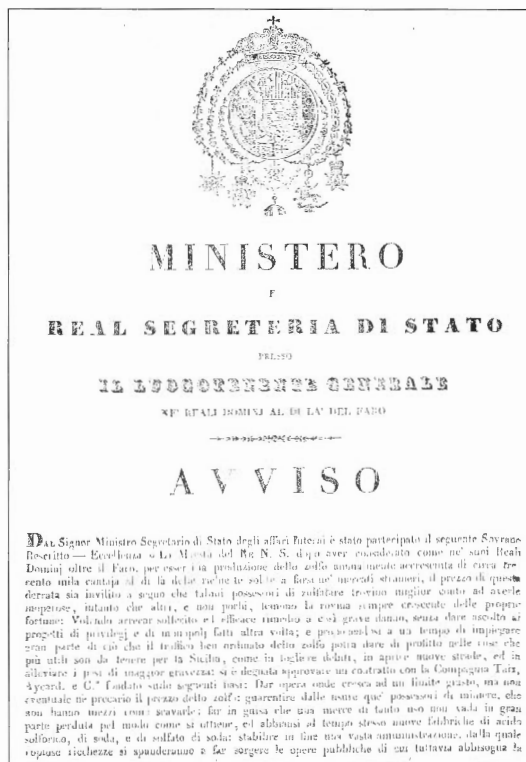 MINISTERO
E
REAL SEGRETERIA DI STATO
PRESSO
IL LUOGOTENENTE GENERALE
NE' REALI DOMINJ AL DI LA' DEL FARO
AVVISO
DAL Signor Ministro Segretario di Stato degli affari Interni è stato partecipato il seguente Sovrano
Rescritto — Eccellenza « La Maestà del RE N. S. dopo aver considerato come ne' suoi Reali
Dominj oltre il Faro, per esser la produzione dello zolfo annualmente accresciuta di circa tre
cento mila cantaja al di là delle richieste solite a farsi ne' mercati stranieri, il prezzo di questa
derrata sia invilito a segno che taluni possessori di zolfatare trovino miglior conto ad averle
inoperose, intanto che altri, e non pochi, temono la rovina sempre crescente delle proprie
fortune: Volendo arrecar sollecito ed efficace rimedio a così grave danno, senza dare ascolto ai
progetti di privilegj e di monopolj fatti altra volta; e proponendosi a un tempo di impiegare
gran parte di ciò che il traffico ben ordinato dello zolfo potrà dare di profitto nelle cose che
più utili son da tenere per la Sicilia, come in togliere debiti, in aprire nuove strade, ed in
alleviare i pesi di maggior gravezza: si è degnata approvare un contratto con la Compagnia Taix,
Aycard, e C.ª fondato sulle seguenti basi: Dar opera onde cresca ad un limite giusto, ma non
eventuale nè precario il prezzo dello zolfo: guarentire dalle usure que' possessori di miniere, che
non hanno mezzi come scavarle: far in guisa che una merce di tanto uso non vada in gran
parte perduta pel modo come si ottiene, ed abbiansi al tempo stesso nuove fabbriche di acido
solforico, di soda, e di solfato di soda: stabilire in fine una vasta amministrazione, dalla quale
copiose ricchezze si spanderanno a far sorgere le opere pubbliche di cui tuttavia abbisogna la